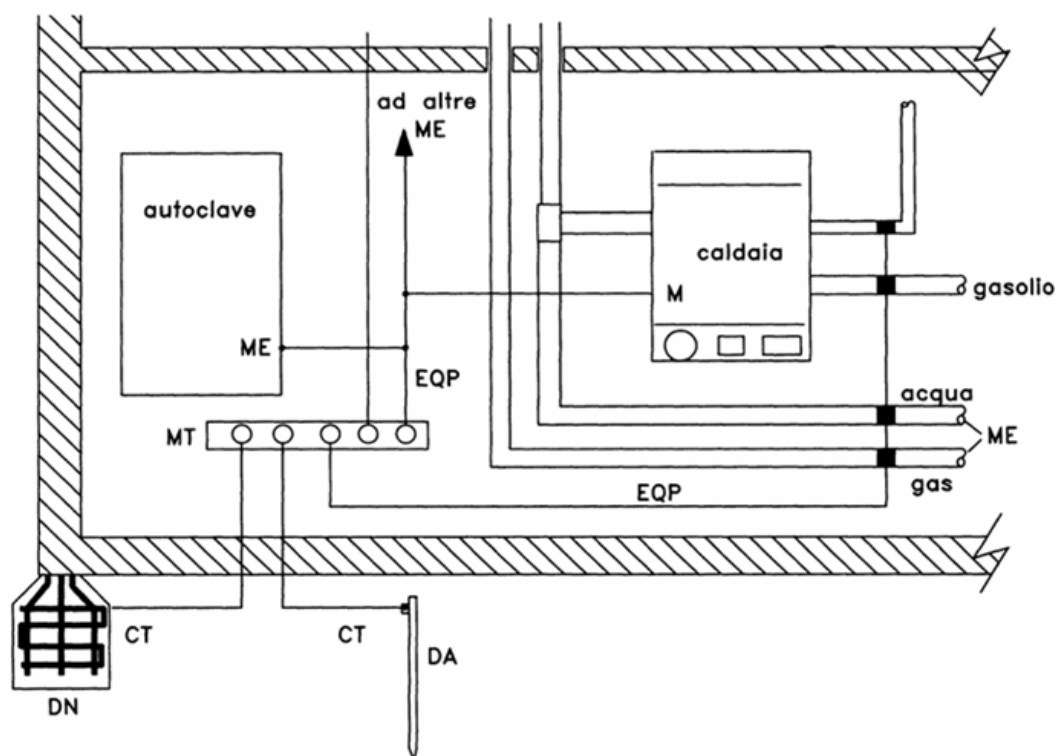 ad altre
ME
autoclave
caldaia
M
gasolio
ME
EQP
acqua
MT
ME
gas
EQP
CT
CT
DA
DN